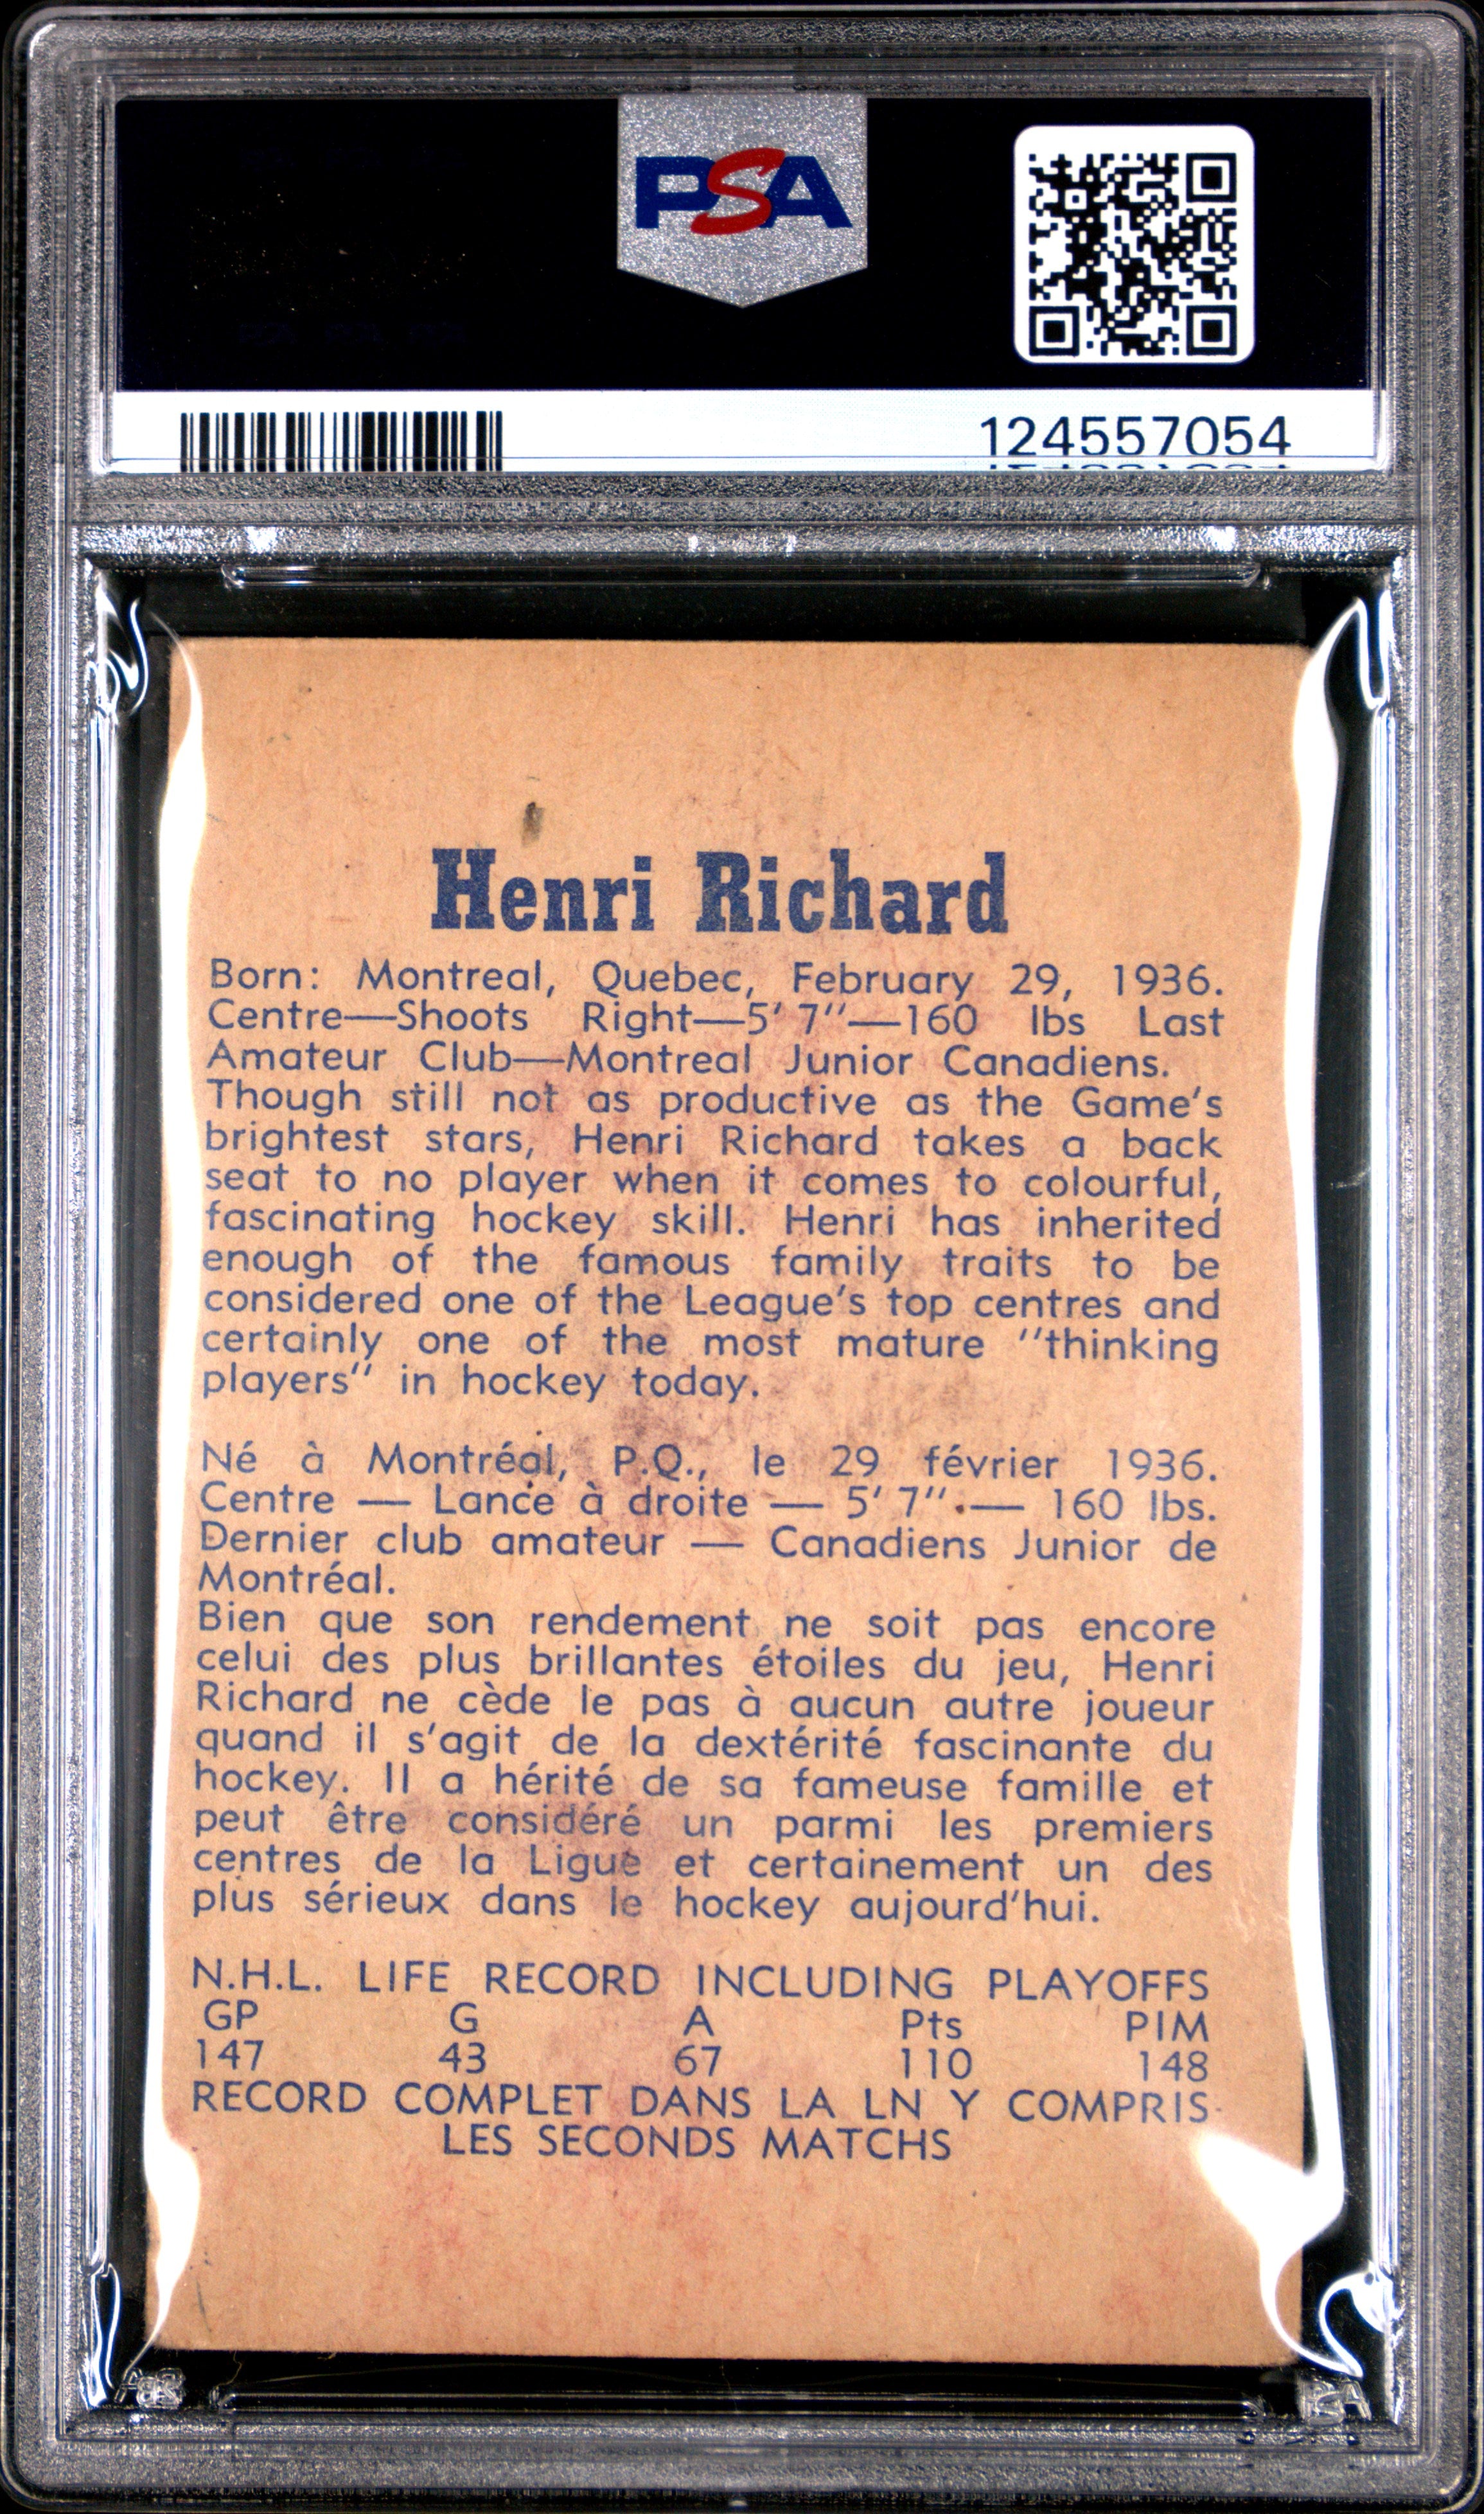 PSA
124557054
Henri Richard
Born: Montreal, Quebec, February 29, 1936.
Centre—Shoots Right—5' 7"—160 lbs Last
Amateur Club—Montreal Junior Canadiens.
Though still not as productive as the Game's
brightest stars, Henri Richard takes a back
seat to no player when it comes to colourful,
fascinating hockey skill. Henri has inherited
enough of the famous family traits to be
considered one of the League's top centres and
certainly one of the most mature "thinking
players" in hockey today.
Né à Montréal, P.Q., le 29 février 1936.
Centre — Lance à droite — 5' 7" — 160 lbs.
Dernier club amateur — Canadiens Junior de
Montréal.
Bien que son rendement ne soit pas encore
celui des plus brillantes étoiles du jeu, Henri
Richard ne cède le pas à aucun autre joueur
quand il s'agit de la dextérité fascinante du
hockey. Il a hérité de sa fameuse famille et
peut être considéré un parmi les premiers
centres de la Ligue et certainement un des
plus sérieux dans le hockey aujourd'hui.
N.H.L. LIFE RECORD INCLUDING PLAYOFFS
GP G A Pts PIM
147 43 67 110 148
RECORD COMPLET DANS LA LN Y COMPRIS
LES SECONDS MATCHS